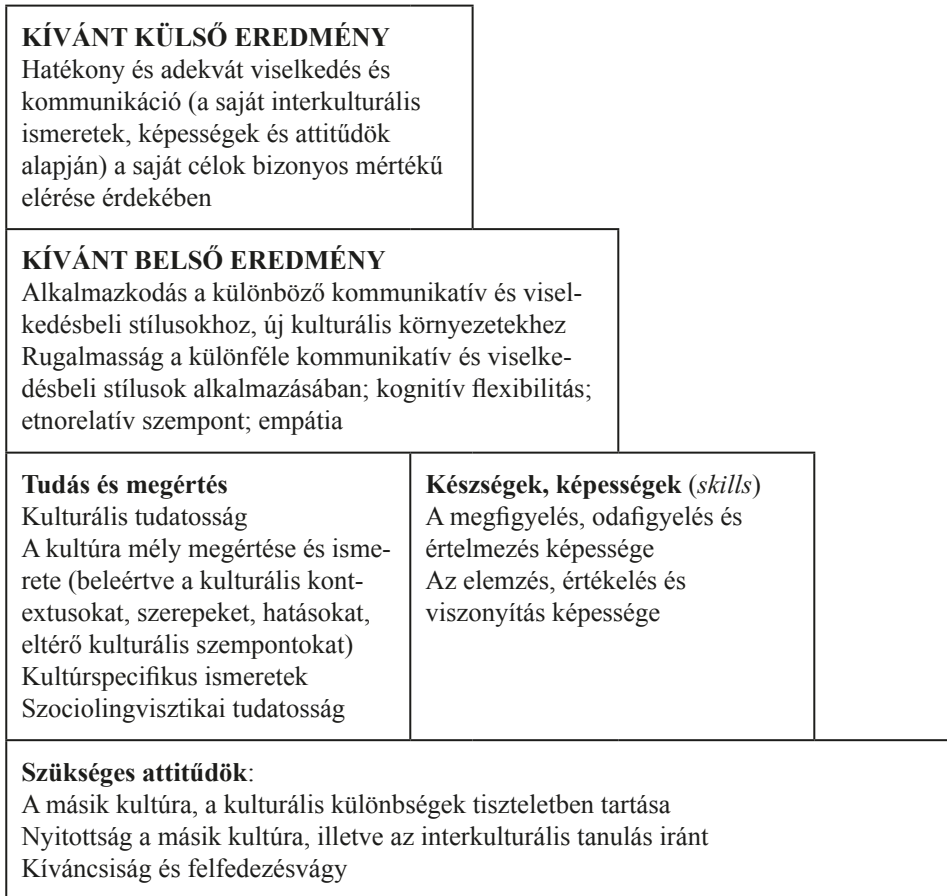 KÍVÁNT KÜLSŐ EREDMÉNY
Hatékony és adekvát viselkedés és
kommunikáció (a saját interkulturális
ismeretek, képességek és attitűdök
alapján) a saját célok bizonyos mértékű
elérése érdekében
KÍVÁNT BELSŐ EREDMÉNY
Alkalmazkodás a különböző kommunikatív és visel-
kedésbeli stílusokhoz, új kulturális környezetekhez
Rugalmasság a különféle kommunikatív és viselke-
désbeli stílusok alkalmazásában; kognitív flexibilitás;
etnorelatív szempont; empátia
Tudás és megértés
Kulturális tudatosság
A kultúra mély megértése és isme-
rete (beleértve a kulturális kont-
extusokat, szerepeket, hatásokat,
eltérő kulturális szempontokat)
Kultúrspecifikus ismeretek
Szociolingvisztikai tudatosság
Készségek, képességek (skills)
A megfigyelés, odafigyelés és
értelmezés képessége
Az elemzés, értékelés és
viszonyítás képessége
Szükséges attitűdök:
A másik kultúra, a kulturális különbségek tiszteletben tartása
Nyitottság a másik kultúra, illetve az interkulturális tanulás iránt
Kíváncsiság és felfedezésvágy